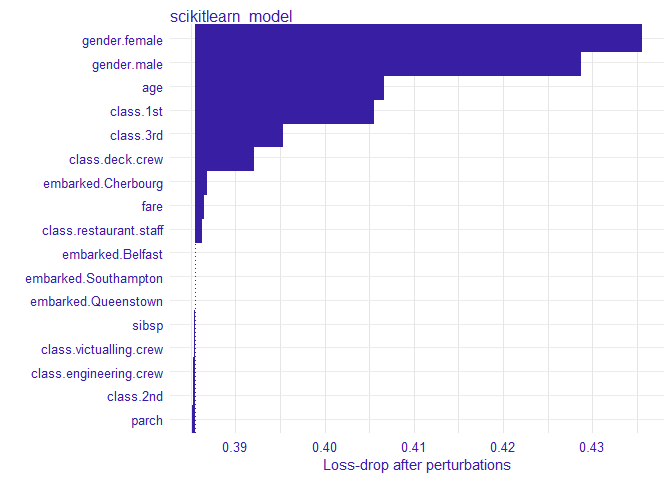 scikitlearn_model
gender.female
gender.male
age
class.1st
class.3rd
class.deck.crew
embarked.Cherbourg
fare
class.restaurant.staff
embarked.Belfast
embarked.Southampton
embarked.Queenstown
sibsp
class.victualling.crew
class.engineering.crew
class.2nd
parch
0.39 0.40 0.41 0.42 0.43
Loss-drop after perturbations